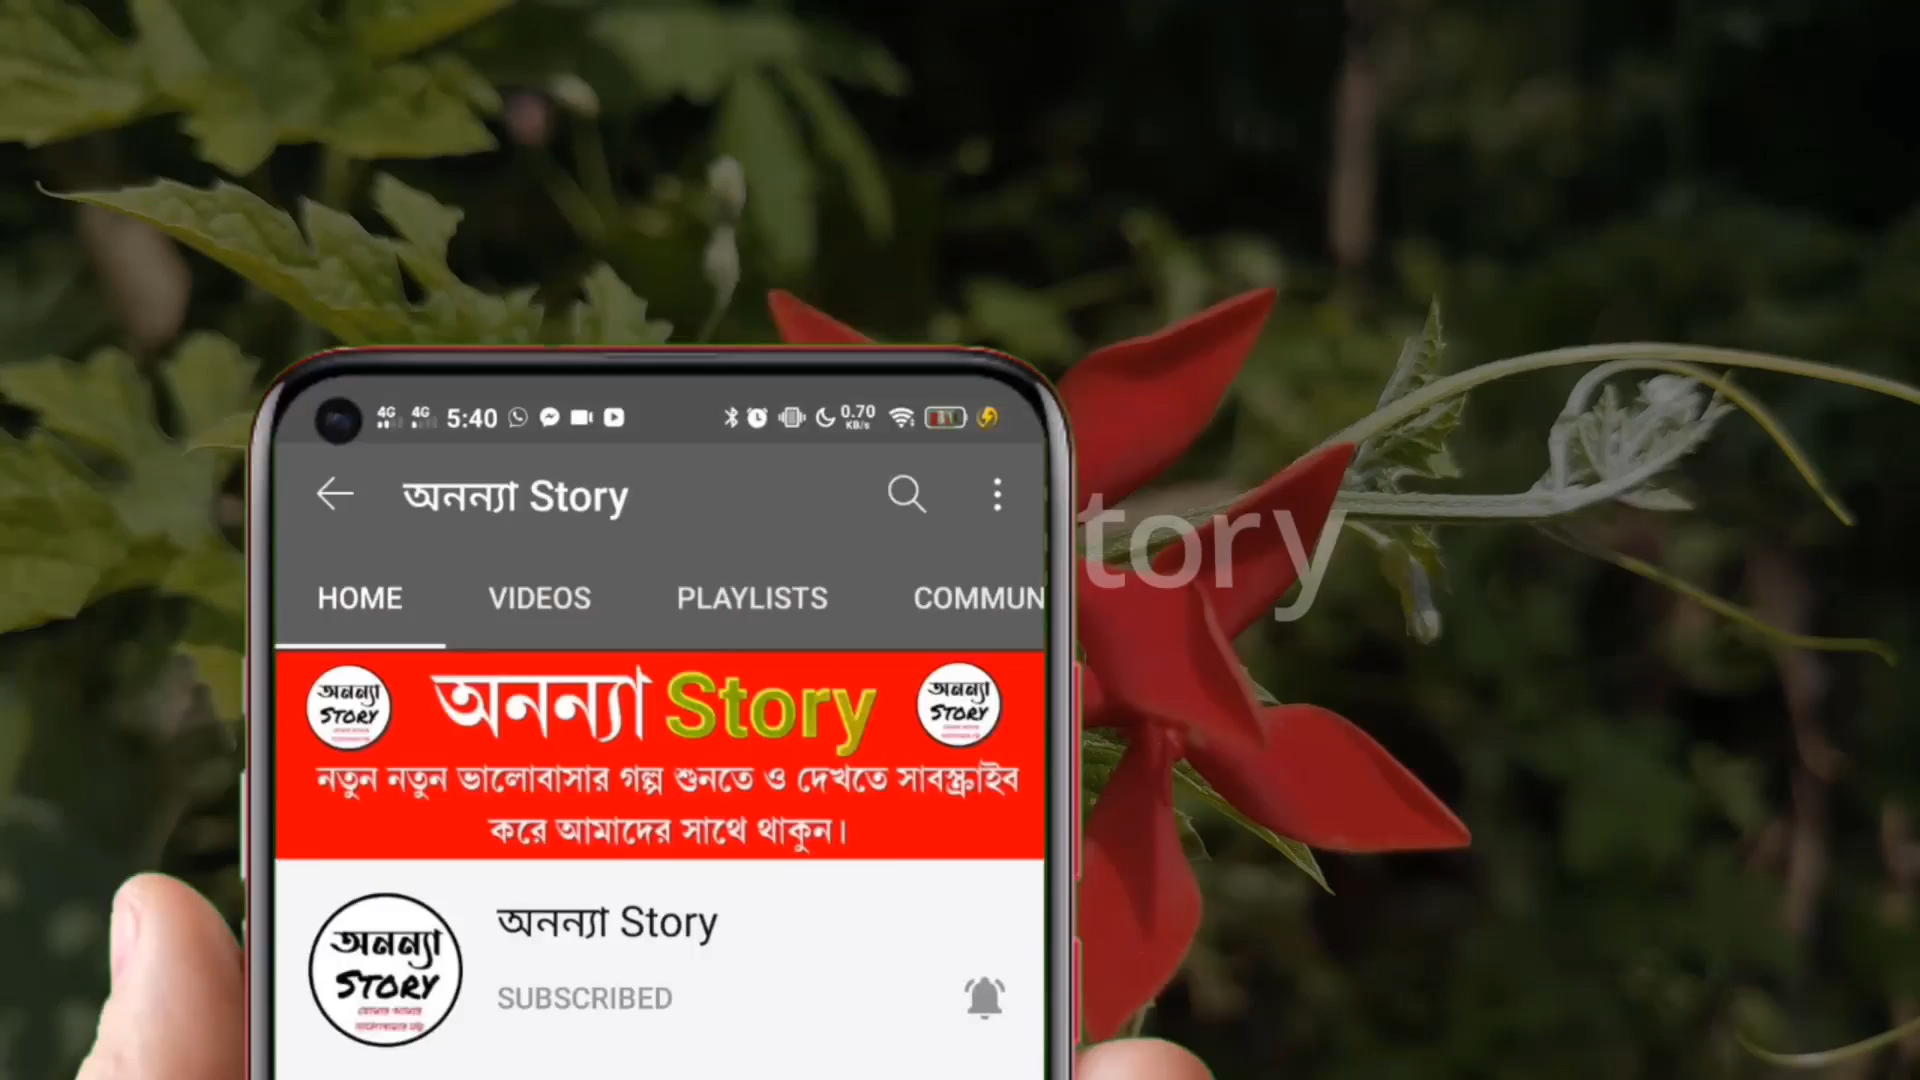 4G 4G 5:40 0.70 KB/s
অনন্যা Story
HOME VIDEOS PLAYLISTS COMMUN
tory
অনন্যা STORY
অনন্যা Story
অনন্যা STORY
নতুন নতুন ভালোবাসার গল্প শুনতে ও দেখতে সাবস্ক্রাইব
করে আমাদের সাথে থাকুন।
অনন্যা
STORY
অনন্যা Story
SUBSCRIBED